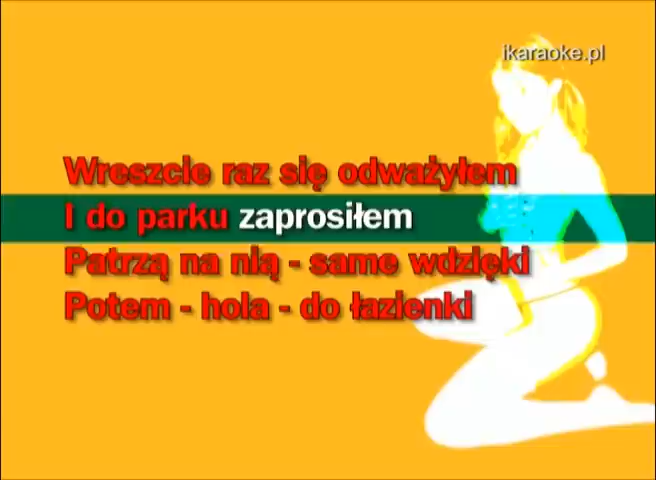 ikaraoke.pl
Wreszcie raz się odważyłem
I do parku zaprosiłem
Patrzą na nią - same wdzięki
Potem - hola - do łazienki